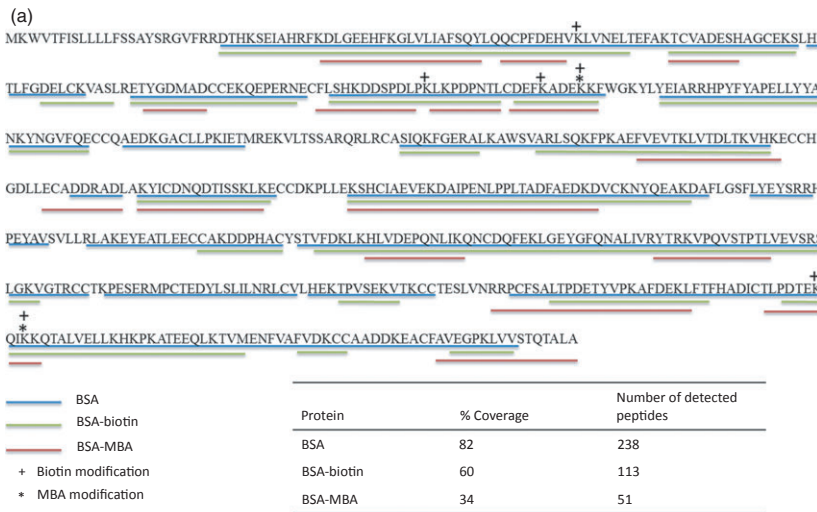 (a)
+
MKWVTFISLLLLFSSAYSRGVFRRDTHKSEIAHRFKDLGEEHFKGLVLIAFSQYLQQCPFDEHVKLVNELTEFAKTCVADESHAGCEKSLH
+
+ + *
TLFGDELCKVASLRETYGDMADCCEKQEPERNECFLSHKDDSPDLPKLKPDPNTLCDEFKADEKKFWGKYLYEIARRHPYFYAPELLYYA
NKYNGVFQECCQAEDKGACLLPKIETMREKVLTSSARQRLRCASIQKFGERALKAWSVARLSQKFPKAEFVEVTKLVTDLTKVHKECCH
GDLLECADDRADLAKYICDNQDTISSKLKECCDKPLLEKSHCIAEVEKDAIPENLPPLTADFAEDKDVCKNYQEAKDAFLGSFLYEYSRRH
PEYAVSVLLRLAKEYEATLEECCAKDDPHACYSTVFDKLKHLVDEPQNLIKQNCDQFEKLGEYGFQNALIVRYTRKVPQVSTPTLVEVSRS
+
LGKVGTRCCTKPESERMPCTEDYLSLILNRLCVLHEKTPVSEKVTKCCTESLVNRRPCFSALTPDETYVPKAFDEKLFTFHADICTLPDTEK
+
*
QIKKQTALVELLKHKPKATEEQLKTVMENFVAFVDKCCAADDKEACFAVEGPKLVVSTQTALA
BSA
BSA-biotin
BSA-MBA
+ Biotin modification
* MBA modification
Protein % Coverage Number of detected peptides
BSA 82 238
BSA-biotin 60 113
BSA-MBA 34 51